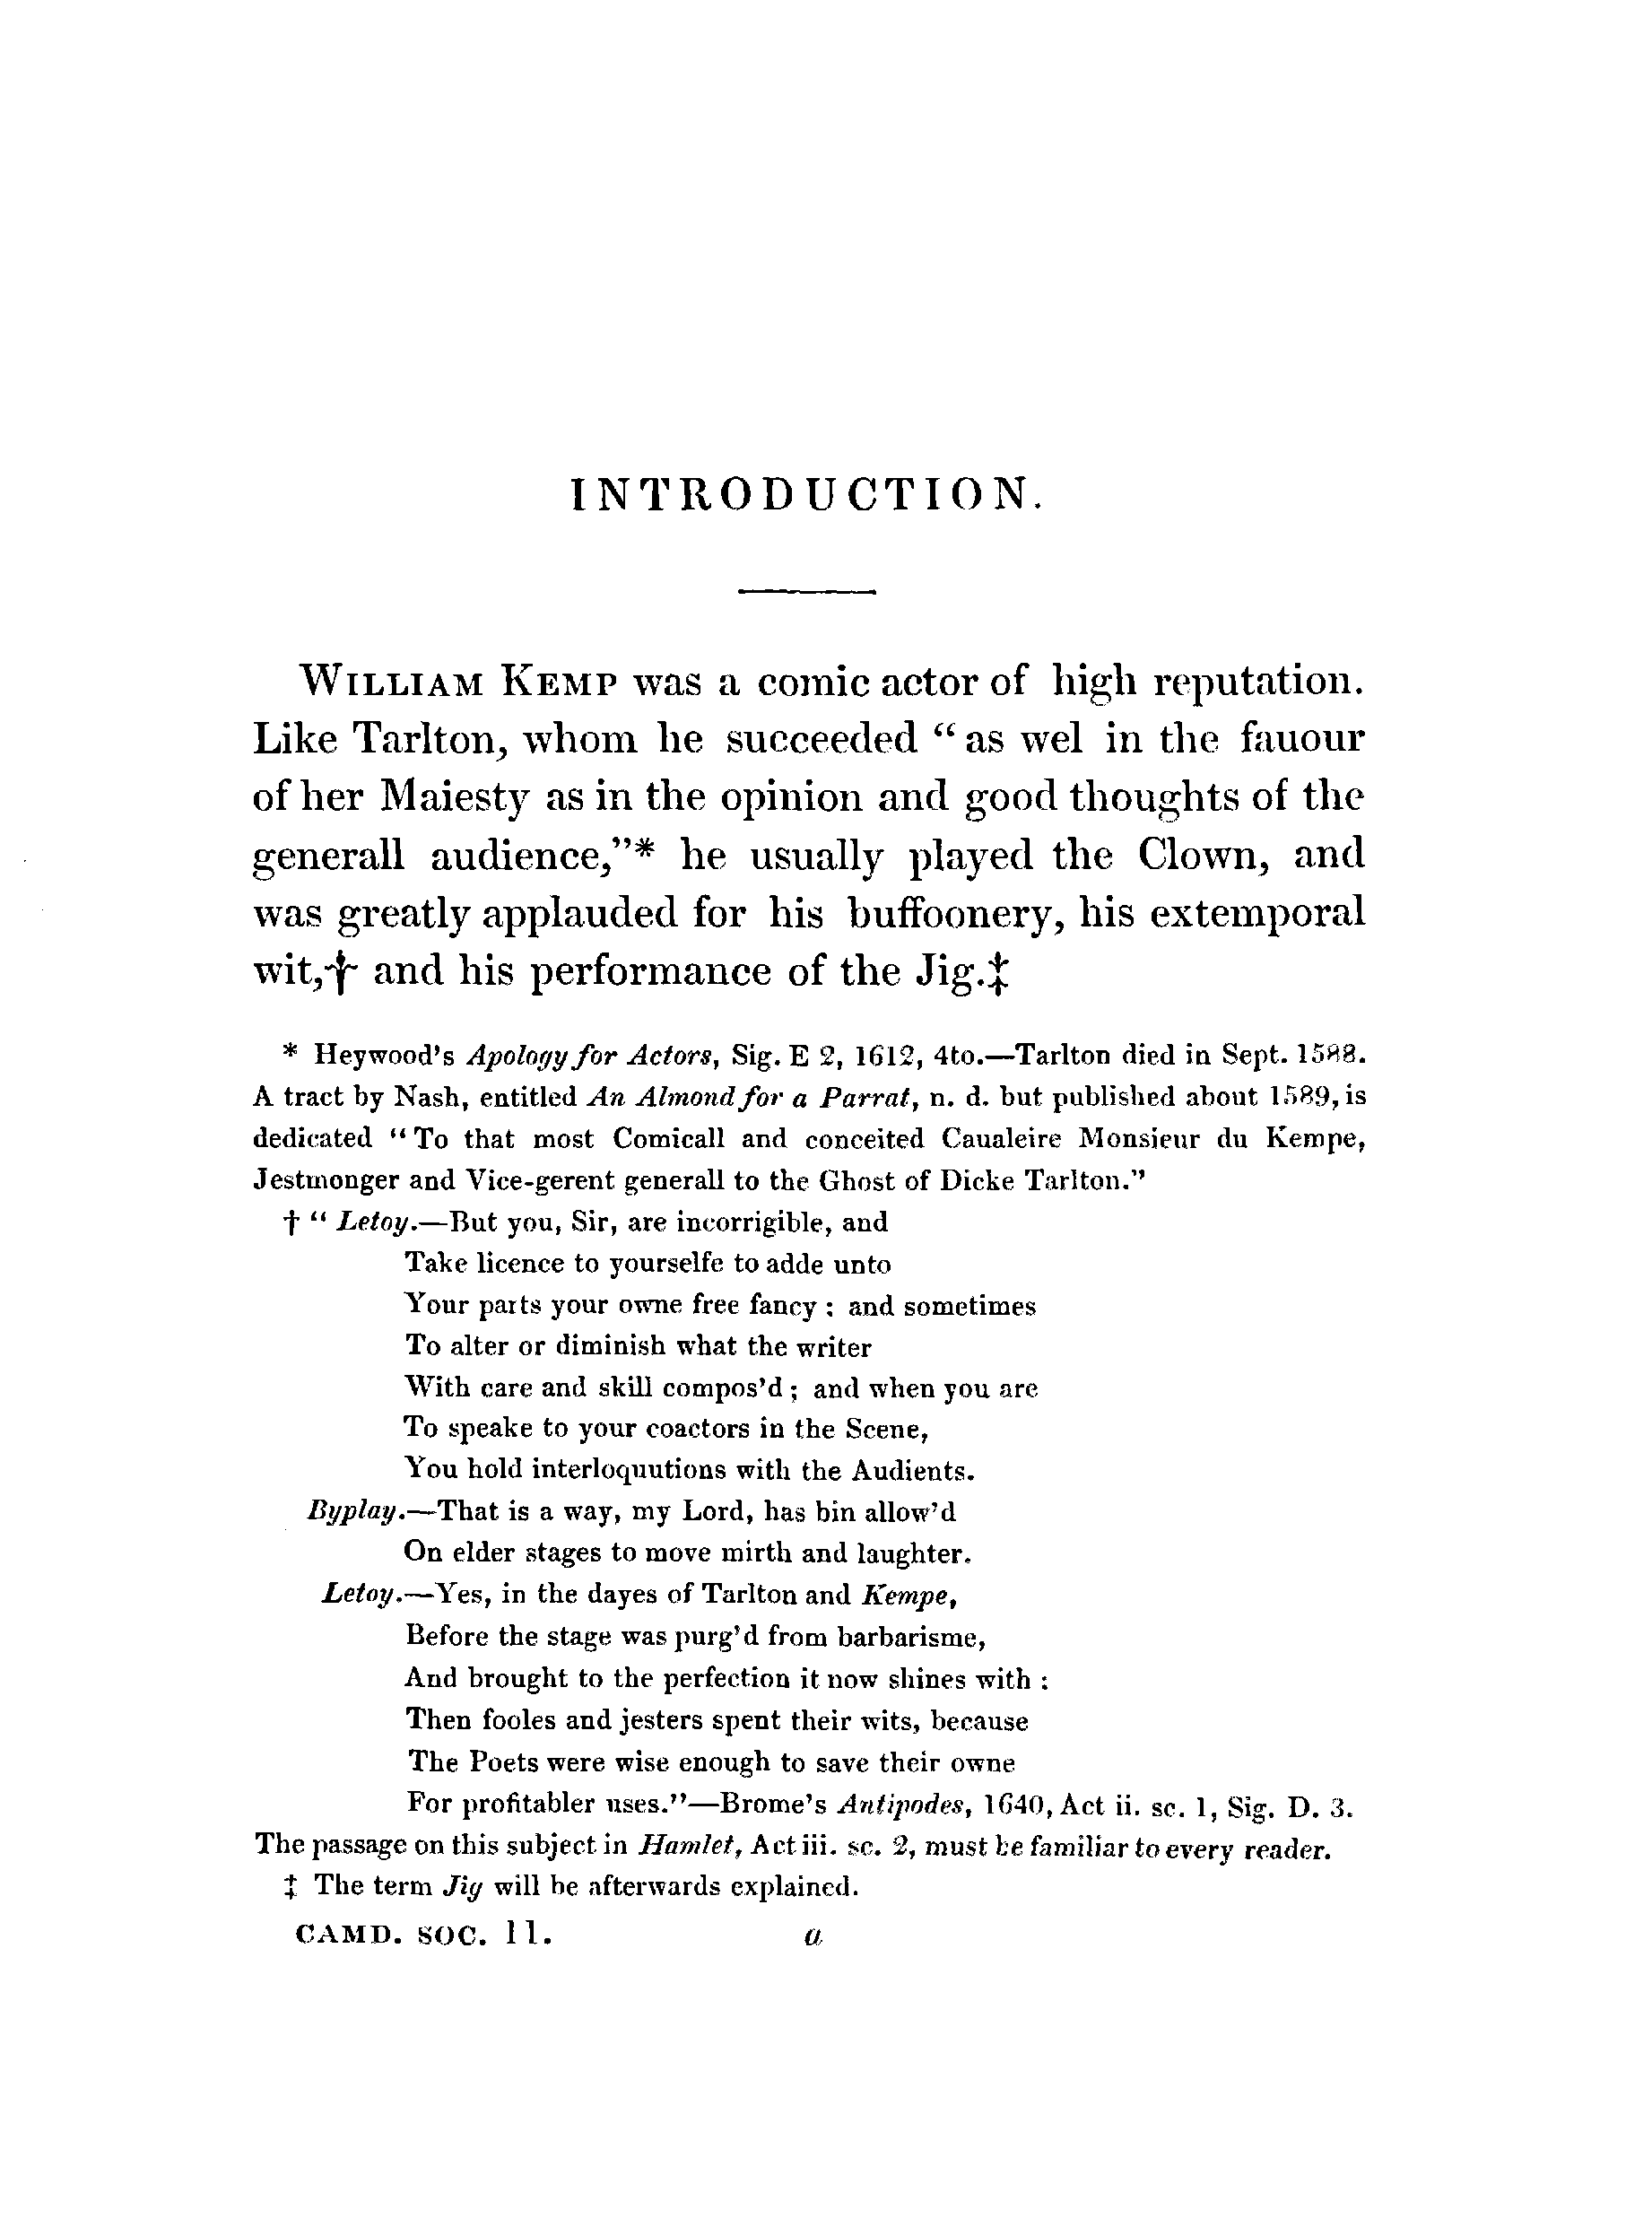 INTRODUCTION.
WILLIAM KEMP was a comic actor of high reputation.
Like Tarlton, whom he succeeded “ as wel in the fauour
of her Maiesty as in the opinion and good thoughts of the
generall audience,”* he usually played the Clown, and
was greatly applauded for his buffoonery, his extemporal
wit,† and his performance of the Jig.‡
* Heywood’s Apology for Actors, Sig. E 2, 1612, 4to.—Tarlton died in Sept. 1588.
A tract by Nash, entitled An Almond for a Parrat, n. d. but published about 1589, is
dedicated “ To that most Comicall and conceited Caualeire Monsieur du Kempe,
Jestmonger and Vice-gerent generall to the Ghost of Dicke Tarlton.”
† “ Letoy.—But you, Sir, are incorrigible, and
Take licence to yourselfe to adde unto
Your parts your owne free fancy ; and sometimes
To alter or diminish what the writer
With care and skill compos’d ; and when you are
To speake to your coactors in the Scene,
You hold interloquutions with the Audients.
Byplay.—That is a way, my Lord, has bin allow’d
On elder stages to move mirth and laughter.
Letoy.—Yes, in the dayes of Tarlton and Kempe,
Before the stage was purg’d from barbarisme,
And brought to the perfection it now shines with :
Then fooles and jesters spent their wits, because
The Poets were wise enough to save their owne
For profitabler uses.”—Brome’s Antipodes, 1640, Act ii. sc. 1, Sig. D. 3.
The passage on this subject in Hamlet, Act iii. sc. 2, must be familiar to every reader.
‡ The term Jig will be afterwards explained.
CAMD. SOC. 11. a